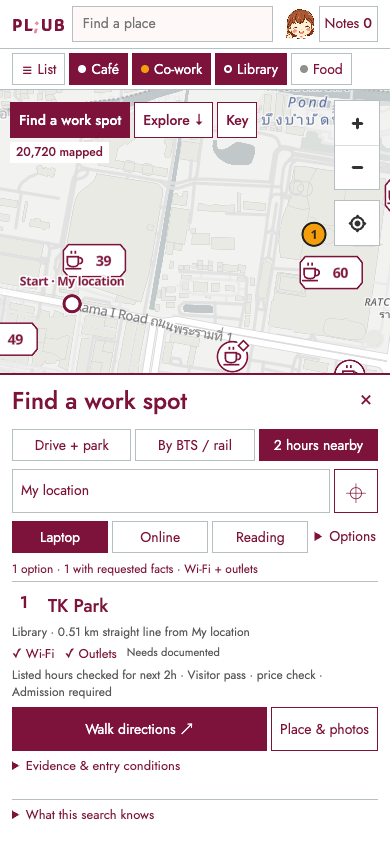 PL;UB
Find a place
Notes 0
≡ List
Café
Co-work
Library
Food
Pond
Find a work spot
Explore ↓
Key
+
20,720 mapped
−
1
39
60
Start · My location
Rama I Road ถนนพระรามที่ 1
RATC
49
Find a work spot
×
Drive + park
By BTS / rail
2 hours nearby
My location
Laptop
Online
Reading
▶ Options
1 option · 1 with requested facts · Wi-Fi + outlets
1 TK Park
Library · 0.51 km straight line from My location
✓ Wi-Fi ✓ Outlets Needs documented
Listed hours checked for next 2h · Visitor pass · price check ·
Admission required
Walk directions ↗
Place & photos
▶ Evidence & entry conditions
▶ What this search knows